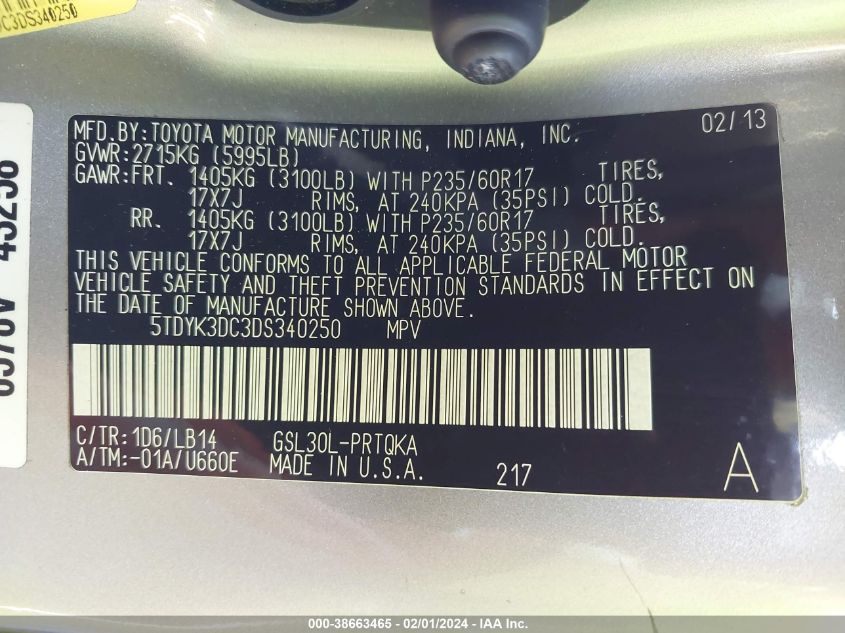 C3DS340250
MFD.BY:TOYOTA MOTOR MANUFACTURING, INDIANA, INC. 02/13
GVWR:2715KG (5995LB)
GAWR:FRT. 1405KG (3100LB) WITH P235/60R17 TIRES,
17X7J RIMS, AT 240KPA (35PSI) COLD.
RR. 1405KG (3100LB) WITH P235/60R17 TIRES,
17X7J RIMS, AT 240KPA (35PSI) COLD.
THIS VEHICLE CONFORMS TO ALL APPLICABLE FEDERAL MOTOR
VEHICLE SAFETY AND THEFT PREVENTION STANDARDS IN EFFECT ON
THE DATE OF MANUFACTURE SHOWN ABOVE.
5TDYK3DC3DS340250 MPV
C/TR:1D6/LB14 GSL30L-PRTQKA
A/TM:-01A/U660E MADE IN U.S.A. 217 A
000-38663465 - 02/01/2024 - IAA Inc.